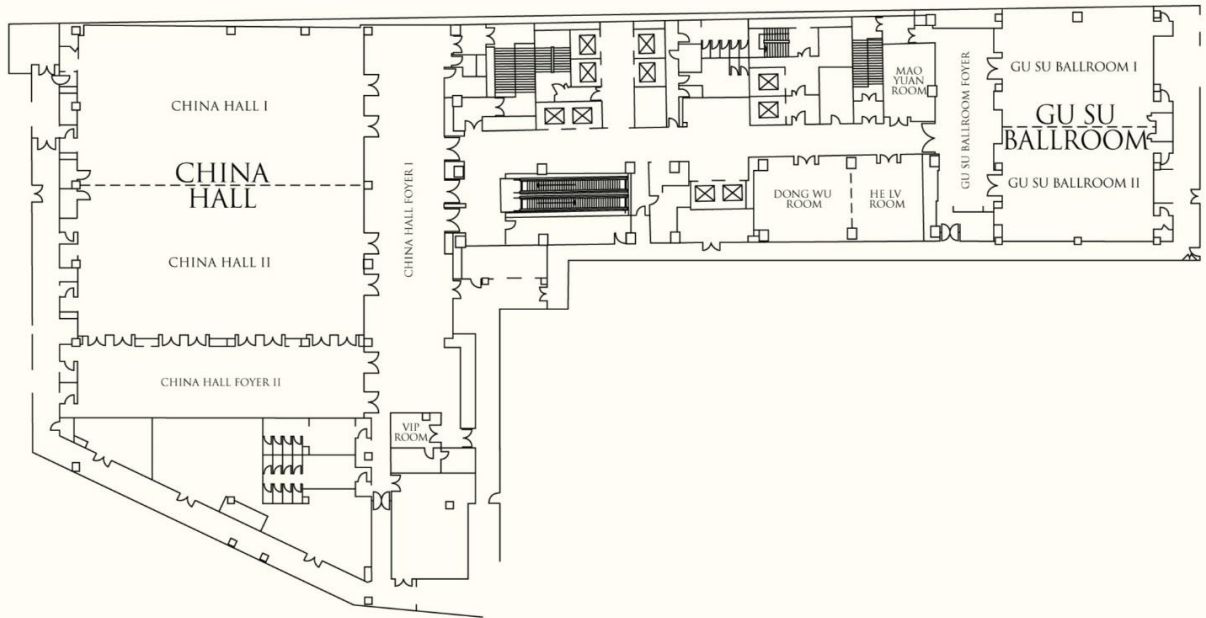 CHINA HALL I
CHINA
HALL
CHINA HALL II
CHINA HALL FOYER II
CHINA HALL FOYER I
VIP
ROOM
DONG WU
ROOM
HE LV
ROOM
MAO
YUAN
ROOM
GU SU BALLROOM FOYER
GU SU BALLROOM I
GU SU
BALLROOM
GU SU BALLROOM II